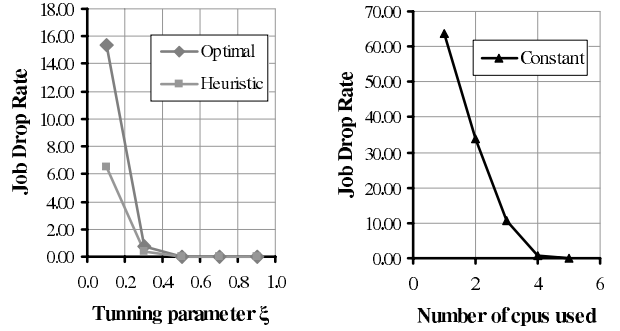 18.00
16.00
14.00
12.00
10.00
8.00
6.00
4.00
2.00
0.00
Job Drop Rate
Optimal
Heuristic
0.0 0.2 0.4 0.6 0.8 1.0
Tunning parameter ξ
70.00
60.00
50.00
40.00
30.00
20.00
10.00
0.00
Job Drop Rate
Constant
0 2 4 6
Number of cpus used